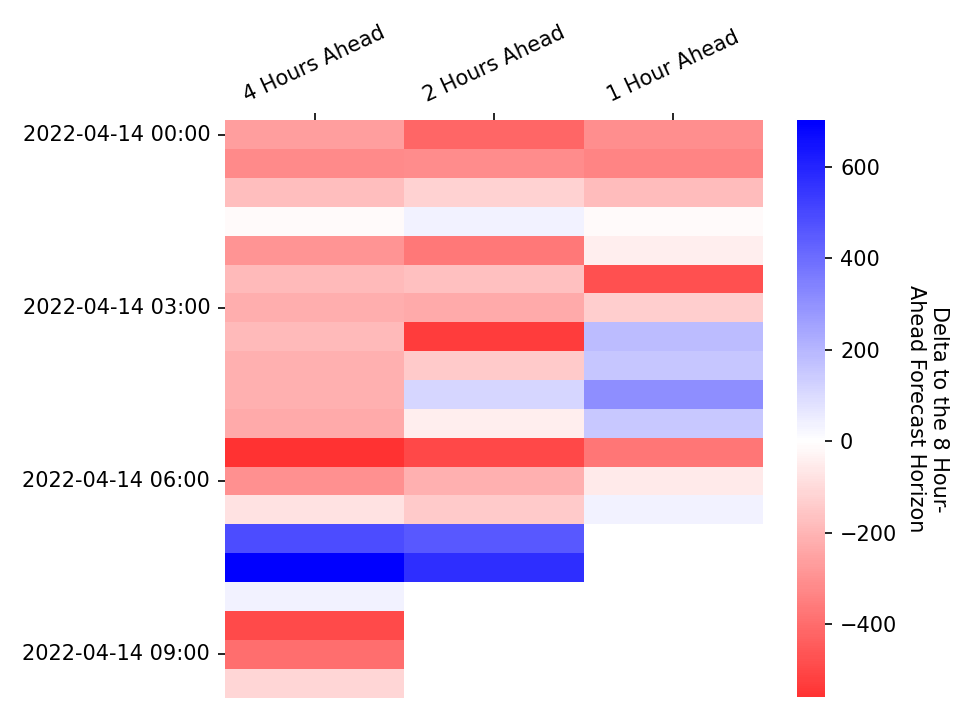 4 Hours Ahead
2 Hours Ahead
1 Hour Ahead
2022-04-14 00:00
2022-04-14 03:00
2022-04-14 06:00
2022-04-14 09:00
600
400
200
0
−200
−400
Delta to the 8 Hour-
Ahead Forecast Horizon